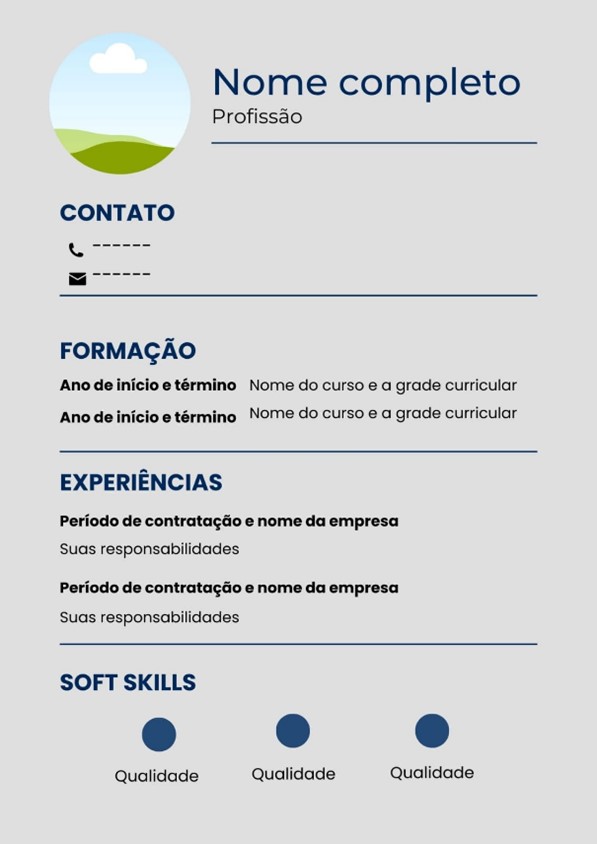 Nome completo
Profissão
CONTATO
------
------
FORMAÇÃO
Ano de início e término Nome do curso e a grade curricular
Ano de início e término Nome do curso e a grade curricular
EXPERIÊNCIAS
Período de contratação e nome da empresa
Suas responsabilidades
Período de contratação e nome da empresa
Suas responsabilidades
SOFT SKILLS
Qualidade Qualidade Qualidade